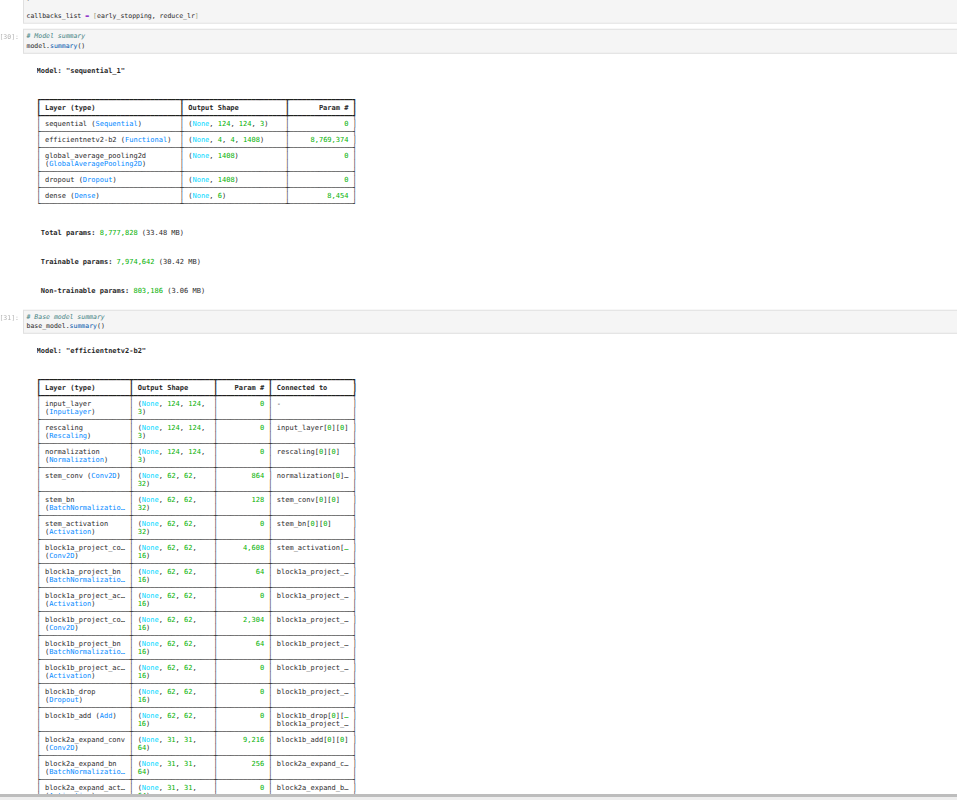 callbacks_list = [early_stopping, reduce_lr]
[30]:
# Model summary
model.summary()
Model: "sequential_1"
Layer (type) Output Shape Param #
sequential (Sequential) (None, 124, 124, 3) 0
efficientnetv2-b2 (Functional) (None, 4, 4, 1408) 8,769,374
global_average_pooling2d (None, 1408) 0
(GlobalAveragePooling2D)
dropout (Dropout) (None, 1408) 0
dense (Dense) (None, 6) 8,454
Total params: 8,777,828 (33.48 MB)
Trainable params: 7,974,642 (30.42 MB)
Non-trainable params: 803,186 (3.06 MB)
[31]:
# Base model summary
base_model.summary()
Model: "efficientnetv2-b2"
Layer (type) Output Shape Param # Connected to
input_layer (None, 124, 124, 0 -
(InputLayer) 3)
rescaling (None, 124, 124, 0 input_layer[0][0]
(Rescaling) 3)
normalization (None, 124, 124, 0 rescaling[0][0]
(Normalization) 3)
stem_conv (Conv2D) (None, 62, 62, 864 normalization[0]…
32)
stem_bn (None, 62, 62, 128 stem_conv[0][0]
(BatchNormalizatio… 32)
stem_activation (None, 62, 62, 0 stem_bn[0][0]
(Activation) 32)
block1a_project_co… (None, 62, 62, 4,608 stem_activation[…
(Conv2D) 16)
block1a_project_bn (None, 62, 62, 64 block1a_project_…
(BatchNormalizatio… 16)
block1a_project_ac… (None, 62, 62, 0 block1a_project_…
(Activation) 16)
block1b_project_co… (None, 62, 62, 2,304 block1a_project_…
(Conv2D) 16)
block1b_project_bn (None, 62, 62, 64 block1b_project_…
(BatchNormalizatio… 16)
block1b_project_ac… (None, 62, 62, 0 block1b_project_…
(Activation) 16)
block1b_drop (None, 62, 62, 0 block1b_project_…
(Dropout) 16)
block1b_add (Add) (None, 62, 62, 0 block1b_drop[0][…
16) block1a_project_…
block2a_expand_conv (None, 31, 31, 9,216 block1b_add[0][0]
(Conv2D) 64)
block2a_expand_bn (None, 31, 31, 256 block2a_expand_c…
(BatchNormalizatio… 64)
block2a_expand_act… (None, 31, 31, 0 block2a_expand_b…